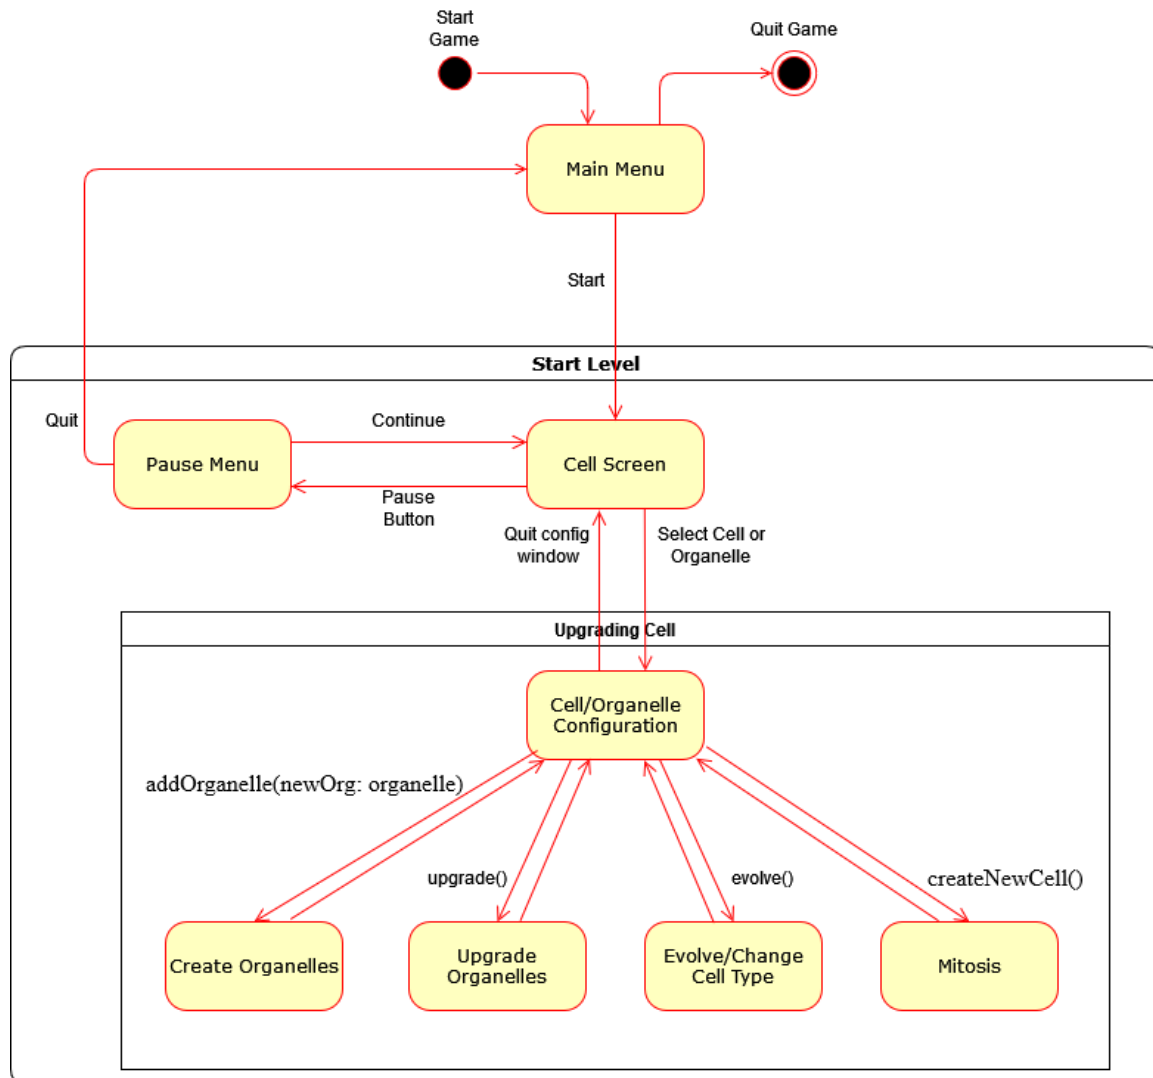 Start
Game
Quit Game
Main Menu
Start
Start Level
Quit
Continue
Pause Menu
Cell Screen
Pause
Button
Quit config
window
Select Cell or
Organelle
Upgrading Cell
Cell/Organelle
Configuration
addOrganelle(newOrg: organelle)
upgrade()
evolve()
createNewCell()
Create Organelles
Upgrade
Organelles
Evolve/Change
Cell Type
Mitosis